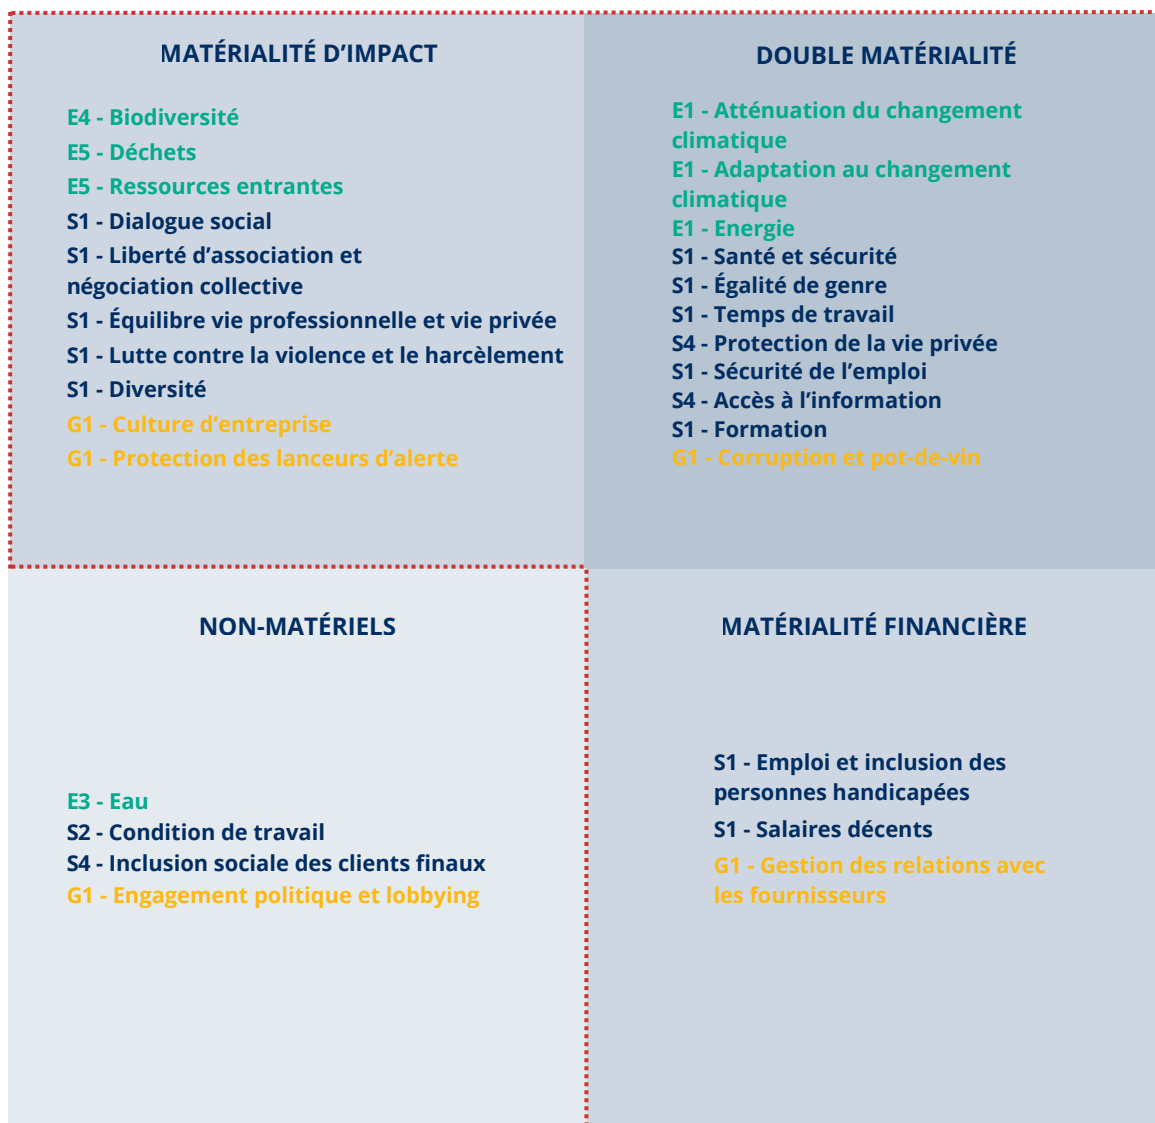 MATÉRIALITÉ D’IMPACT
E4 - Biodiversité
E5 - Déchets
E5 - Ressources entrantes
S1 - Dialogue social
S1 - Liberté d’association et
négociation collective
S1 - Équilibre vie professionnelle et vie privée
S1 - Lutte contre la violence et le harcèlement
S1 - Diversité
G1 - Culture d’entreprise
G1 - Protection des lanceurs d’alerte
DOUBLE MATÉRIALITÉ
E1 - Atténuation du changement
climatique
E1 - Adaptation au changement
climatique
E1 - Energie
S1 - Santé et sécurité
S1 - Égalité de genre
S1 - Temps de travail
S4 - Protection de la vie privée
S1 - Sécurité de l’emploi
S4 - Accès à l’information
S1 - Formation
G1 - Corruption et pot-de-vin
NON-MATÉRIELS
E3 - Eau
S2 - Condition de travail
S4 - Inclusion sociale des clients finaux
G1 - Engagement politique et lobbying
MATÉRIALITÉ FINANCIÈRE
S1 - Emploi et inclusion des
personnes handicapées
S1 - Salaires décents
G1 - Gestion des relations avec
les fournisseurs